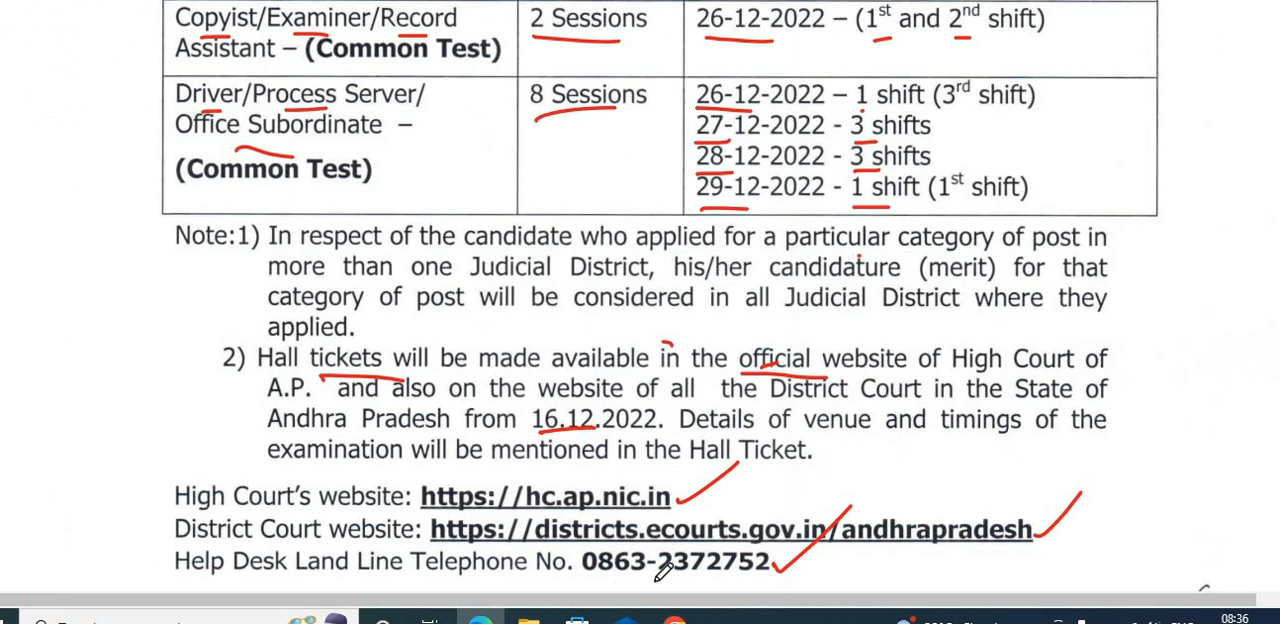 Copyist/Examiner/Record 2 Sessions 26-12-2022 – (1st and 2nd shift)
Assistant – (Common Test)
Driver/Process Server/ 8 Sessions 26-12-2022 – 1 shift (3rd shift)
Office Subordinate – 27-12-2022 - 3 shifts
28-12-2022 - 3 shifts
(Common Test)
29-12-2022 - 1 shift (1st shift)
Note:1) In respect of the candidate who applied for a particular category of post in
more than one Judicial District, his/her candidature (merit) for that
category of post will be considered in all Judicial District where they
applied.
2) Hall tickets will be made available in the official website of High Court of
A.P. and also on the website of all the District Court in the State of
Andhra Pradesh from 16.12.2022. Details of venue and timings of the
examination will be mentioned in the Hall Ticket.
High Court's website: https://hc.ap.nic.in
District Court website: https://districts.ecourts.gov.in/andhrapradesh
Help Desk Land Line Telephone No. 0863-2372752
08:36